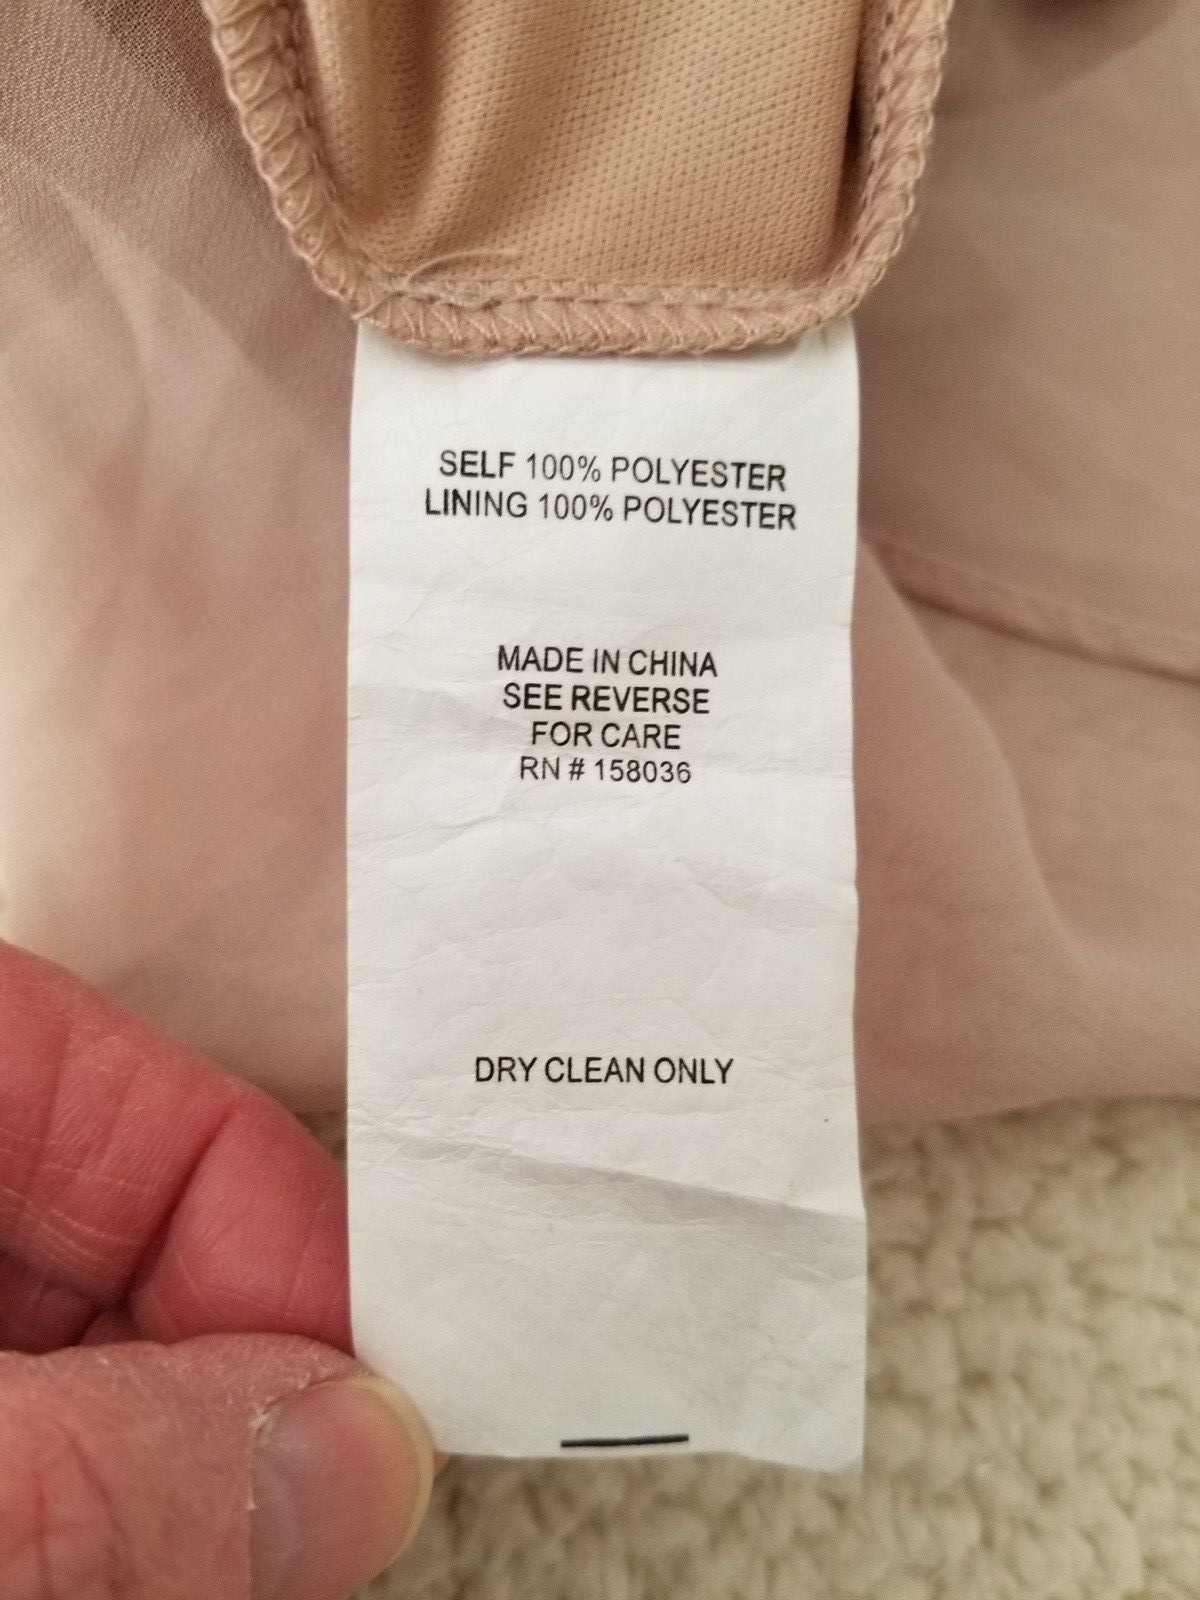 SELF 100% POLYESTER
LINING 100% POLYESTER
MADE IN CHINA
SEE REVERSE
FOR CARE
RN # 158036
DRY CLEAN ONLY